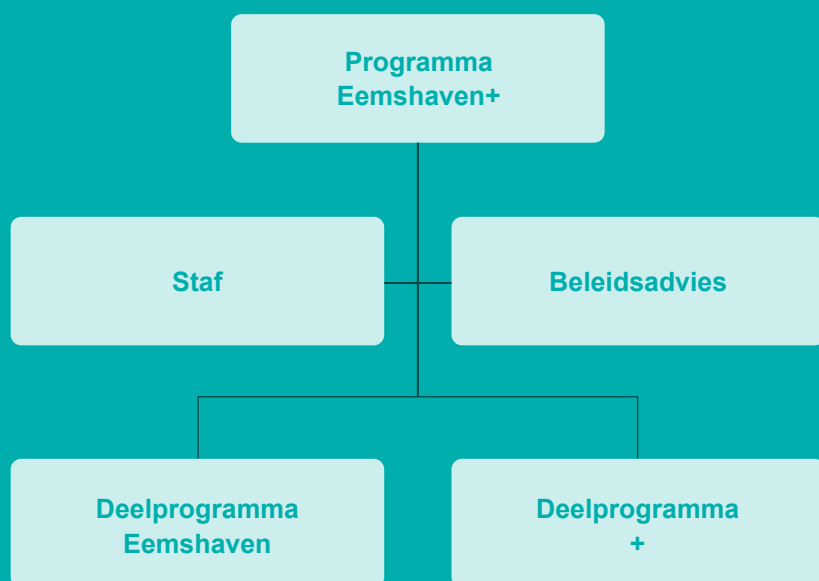 Programma
Eemshaven+
Staf
Beleidsadvies
Deelprogramma
Eemshaven
Deelprogramma
+